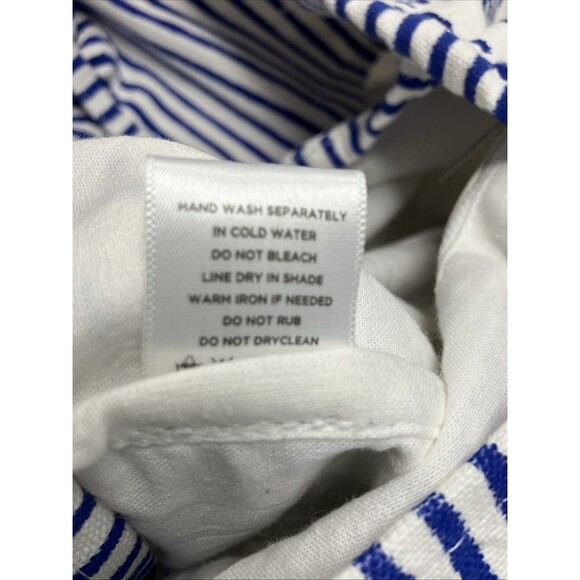 HAND WASH SEPARATELY
IN COLD WATER
DO NOT BLEACH
LINE DRY IN SHADE
WARM IRON IF NEEDED
DO NOT RUB
DO NOT DRYCLEAN